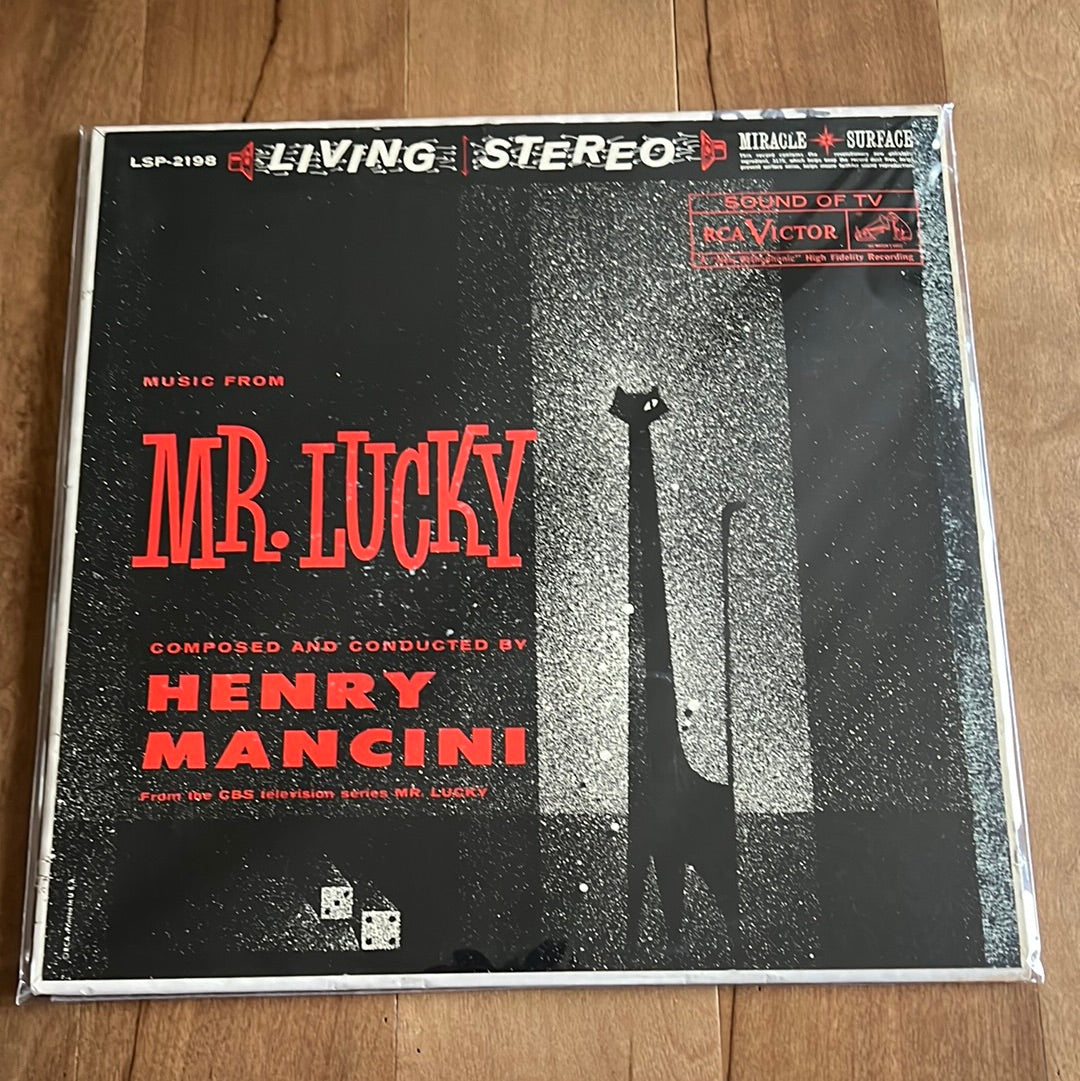 LSP-2198 LIVING STEREO MIRACLE SURFACE
SOUND OF TV
RCA VICTOR
High Fidelity Recording
MUSIC FROM
MR. LUCKY
COMPOSED AND CONDUCTED BY
HENRY
MANCINI
From the CBS television series MR. LUCKY